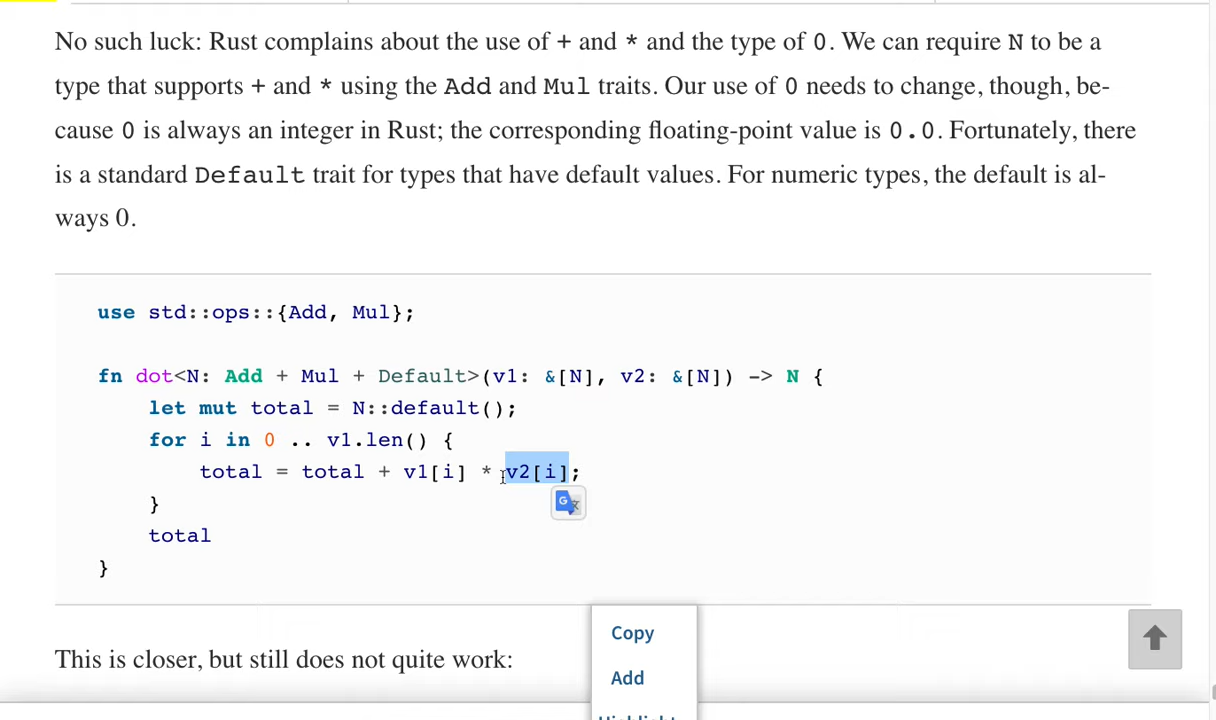 No such luck: Rust complains about the use of + and * and the type of 0. We can require N to be a
type that supports + and * using the Add and Mul traits. Our use of 0 needs to change, though, be-
cause 0 is always an integer in Rust; the corresponding floating-point value is 0.0. Fortunately, there
is a standard Default trait for types that have default values. For numeric types, the default is al-
ways 0.
use std::ops::{Add, Mul};
fn dot<N: Add + Mul + Default>(v1: &[N], v2: &[N]) -> N {
    let mut total = N::default();
    for i in 0 .. v1.len() {
        total = total + v1[i] * v2[i];
    }
    total
}
This is closer, but still does not quite work:
Copy
Add
Highlight